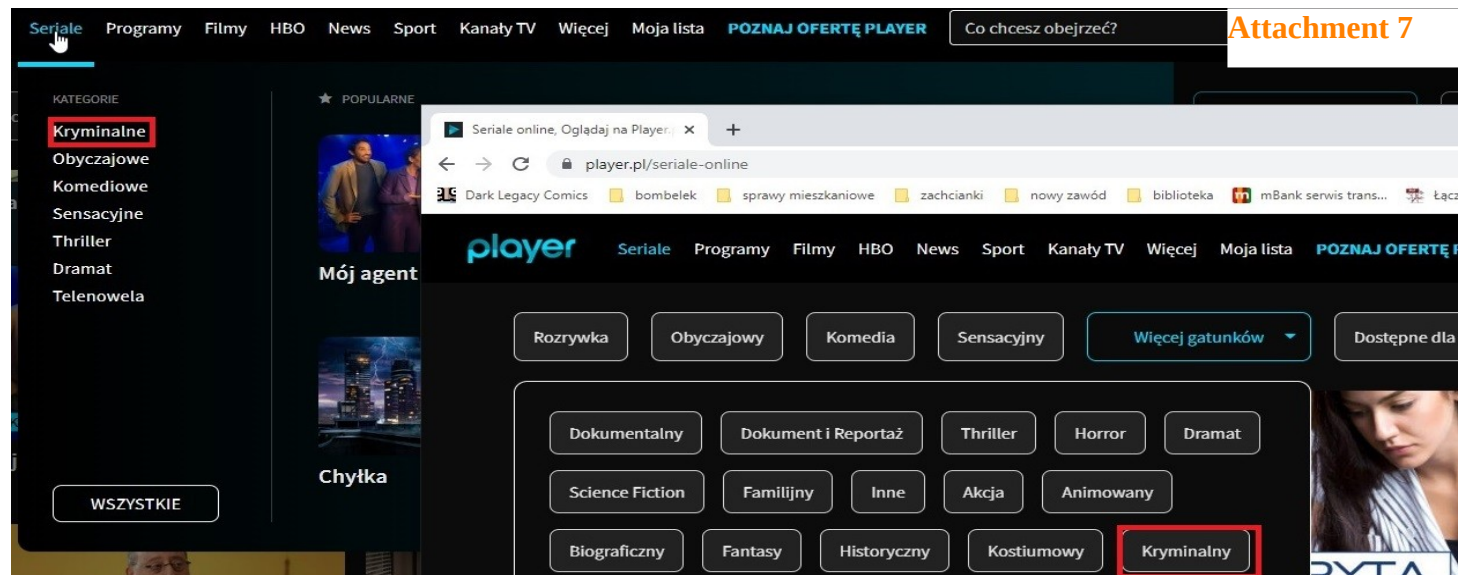 Seriale Programy Filmy HBO News Sport Kanały TV Więcej Moja lista POZNAJ OFERTĘ PLAYER Co chcesz obejrzeć?
Attachment 7
KATEGORIE
Kryminalne
Obyczajowe
Komediowe
Sensacyjne
Thriller
Dramat
Telenowela
WSZYSTKIE
POPULARNE
Mój agent
Chyłka
Seriale online, Oglądaj na Player.
player.pl/seriale-online
Dark Legacy Comics bombelek sprawy mieszkaniowe zachcianki nowy zawód biblioteka mBank serwis trans...
player Seriale Programy Filmy HBO News Sport Kanały TV Więcej Moja lista POZNAJ OFERTĘ
Rozrywka Obyczajowy Komedia Sensacyjny Więcej gatunków Dostępne dla
Dokumentalny Dokument i Reportaż Thriller Horror Dramat
Science Fiction Familijny Inne Akcja Animowany
Biograficzny Fantasy Historyczny Kostiumowy Kryminalny